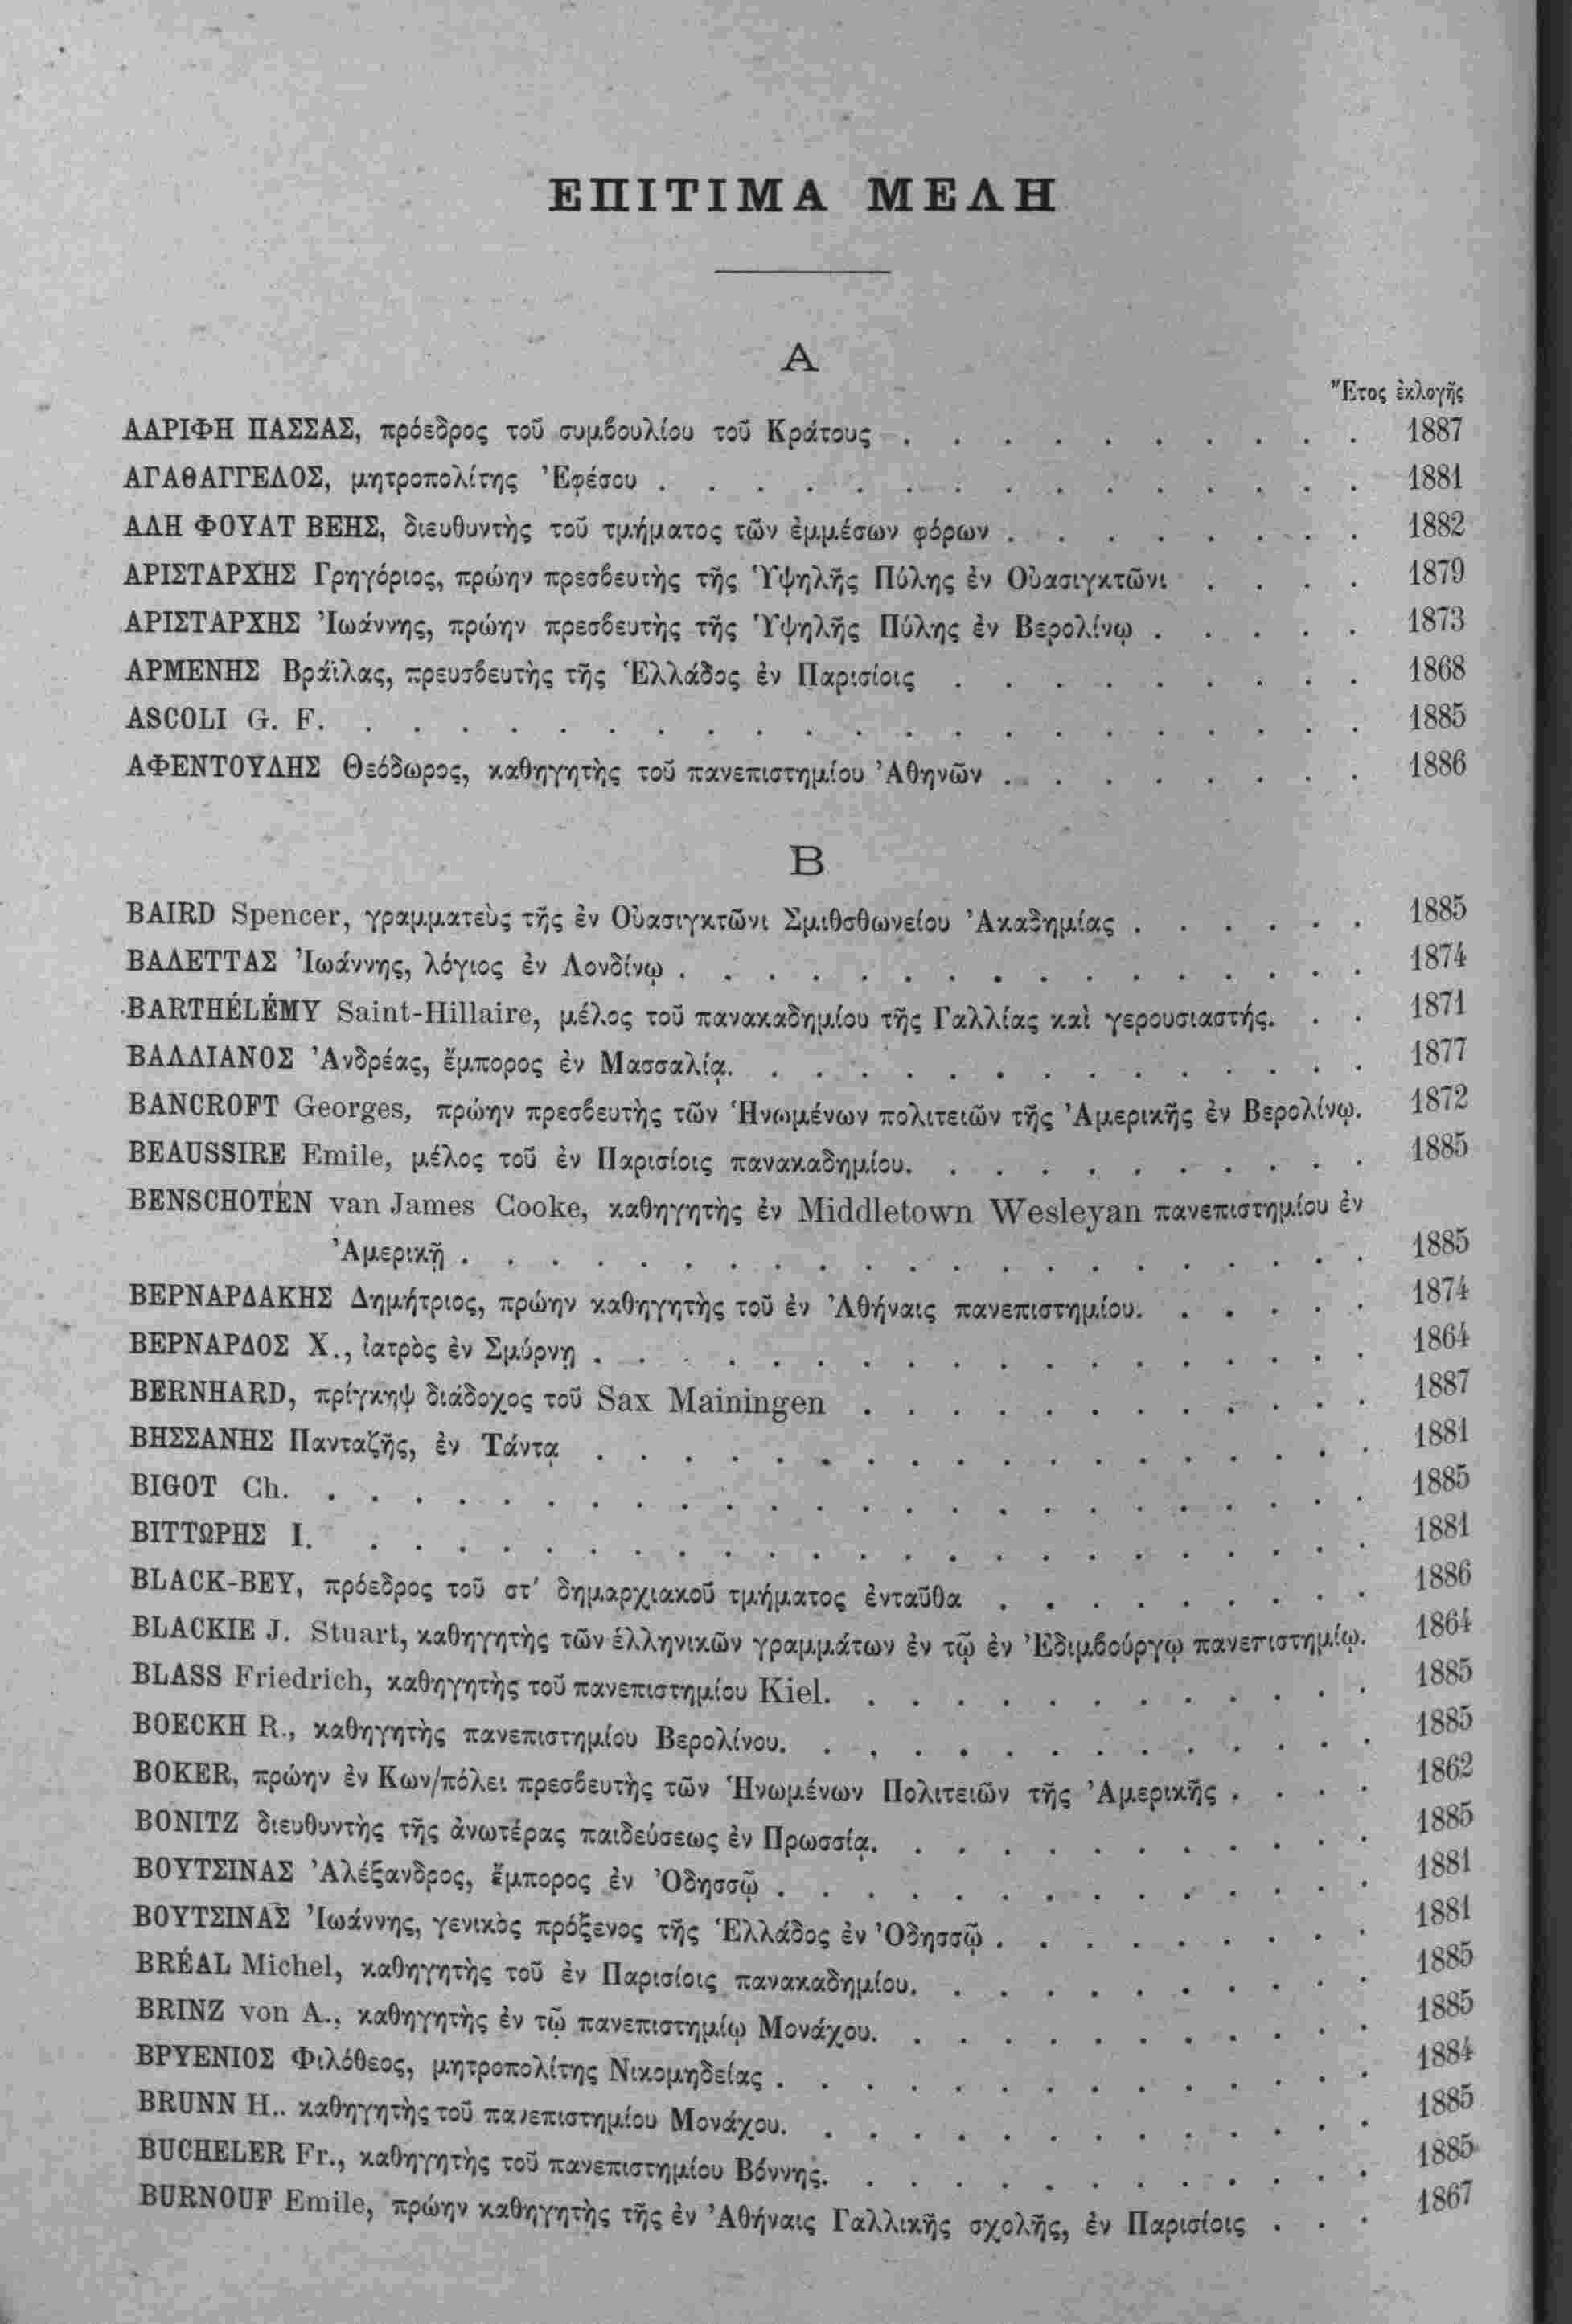 ΕΠΙΤΙΜΑ ΜΕΛΗ
Α
Ἔτος ἐκλογῆς
ΑΑΡΙΦΗ ΠΑΣΣΑΣ, πρόεδρος τοῦ συμβουλίου τοῦ Κράτους . . . . . . . . . . 1887
ΑΓΑΘΑΓΓΕΛΟΣ, μητροπολίτης Ἐφέσου . . . . . . . . . . . . . . . 1881
ΑΛΗ ΦΟΥΑΤ ΒΕΗΣ, διευθυντὴς τοῦ τμήματος τῶν ἐμμέσων φόρων . . . . . . . . 1882
ΑΡΙΣΤΑΡΧΗΣ Γρηγόριος, πρώην πρεσβευτὴς τῆς Ὑψηλῆς Πύλης ἐν Οὐασιγκτῶνι . . . . 1879
ΑΡΙΣΤΑΡΧΗΣ Ἰωάννης, πρώην πρεσβευτὴς τῆς Ὑψηλῆς Πύλης ἐν Βερολίνῳ . . . . . 1873
ΑΡΜΕΝΗΣ Βράϊλας, πρευσβευτὴς τῆς Ἑλλάδος ἐν Παρισίοις . . . . . . . . . 1868
ASCOLI G. F. . . . . . . . . . . . . . . . . . . . . . 1885
ΑΦΕΝΤΟΥΔΗΣ Θεόδωρος, καθηγητὴς τοῦ πανεπιστημίου Ἀθηνῶν . . . . . . . . 1886
Β
BAIRD Spencer, γραμματεὺς τῆς ἐν Οὐασιγκτῶνι Σμιθσθωνείου Ἀκαδημίας . . . . . . 1885
ΒΑΛΕΤΤΑΣ Ἰωάννης, λόγιος ἐν Λονδίνῳ . . . . . . . . . . . . . . . 1874
BARTHÉLÉMY Saint-Hillaire, μέλος τοῦ πανακαδημίου τῆς Γαλλίας καὶ γερουσιαστής. . . 1871
ΒΑΛΛΙΑΝΟΣ Ἀνδρέας, ἔμπορος ἐν Μασσαλίᾳ. . . . . . . . . . . . . . . 1877
BANCROFT Georges, πρώην πρεσβευτὴς τῶν Ἡνωμένων πολιτειῶν τῆς Ἀμερικῆς ἐν Βερολίνῳ. 1872
BEAUSSIRE Emile, μέλος τοῦ ἐν Παρισίοις πανακαδημίου. . . . . . . . . . . 1885
BENSCHOTEN van James Cooke, καθηγητὴς ἐν Middletown Wesleyan πανεπιστημίου ἐν
Ἀμερικῇ . . . . . . . . . . . . . . . . . . . . . 1885
ΒΕΡΝΑΡΔΑΚΗΣ Δημήτριος, πρώην καθηγητὴς τοῦ ἐν Ἀθήναις πανεπιστημίου. . . . . . 1874
ΒΕΡΝΑΡΔΟΣ Χ., ἰατρὸς ἐν Σμύρνῃ . . . . . . . . . . . . . . . . . . 1864
BERNHARD, πρίγκηψ διάδοχος τοῦ Sax Mainingen . . . . . . . . . . . . 1887
ΒΗΣΣΑΝΗΣ Πανταζῆς, ἐν Τάντᾳ . . . . . . . . . . . . . . . . . . 1881
BIGOT Ch. . . . . . . . . . . . . . . . . . . . . . . . . 1885
ΒΙΤΤΩΡΗΣ Ι. . . . . . . . . . . . . . . . . . . . . . . . 1881
BLACK-BEY, πρόεδρος τοῦ στ′ δημαρχιακοῦ τμήματος ἐνταῦθα . . . . . . . . . 1886
BLACKIE J. Stuart, καθηγητὴς τῶν ἑλληνικῶν γραμμάτων ἐν τῷ ἐν Ἐδιμβούργῳ πανεπιστημίῳ. 1864
BLASS Friedrich, καθηγητὴς τοῦ πανεπιστημίου Kiel. . . . . . . . . . . . . 1885
BOECKH R., καθηγητὴς πανεπιστημίου Βερολίνου. . . . . . . . . . . . . . 1885
BOKER, πρώην ἐν Κων/πόλει πρεσβευτὴς τῶν Ἡνωμένων Πολιτειῶν τῆς Ἀμερικῆς . . . . 1862
BONITZ διευθυντὴς τῆς ἀνωτέρας παιδεύσεως ἐν Πρωσσίᾳ. . . . . . . . . . . . 1885
ΒΟΥΤΣΙΝΑΣ Ἀλέξανδρος, ἔμπορος ἐν Ὀδησσῷ . . . . . . . . . . . . . . 1881
ΒΟΥΤΣΙΝΑΣ Ἰωάννης, γενικὸς πρόξενος τῆς Ἑλλάδος ἐν Ὀδησσῷ . . . . . . . . . 1881
BRÉAL Michel, καθηγητὴς τοῦ ἐν Παρισίοις πανακαδημίου. . . . . . . . . . . 1885
BRINZ von A., καθηγητὴς ἐν τῷ πανεπιστημίῳ Μονάχου. . . . . . . . . . . . 1885
ΒΡΥΕΝΙΟΣ Φιλόθεος, μητροπολίτης Νικομηδείας . . . . . . . . . . . . . . 1884
BRUNN H.. καθηγητὴς τοῦ πανεπιστημίου Μονάχου. . . . . . . . . . . . . . 1885
BUCHELER Fr., καθηγητὴς τοῦ πανεπιστημίου Βόννης. . . . . . . . . . . . . 1885
BURNOUF Emile, πρώην καθηγητὴς τῆς ἐν Ἀθήναις Γαλλικῆς σχολῆς, ἐν Παρισίοις . . . 1867